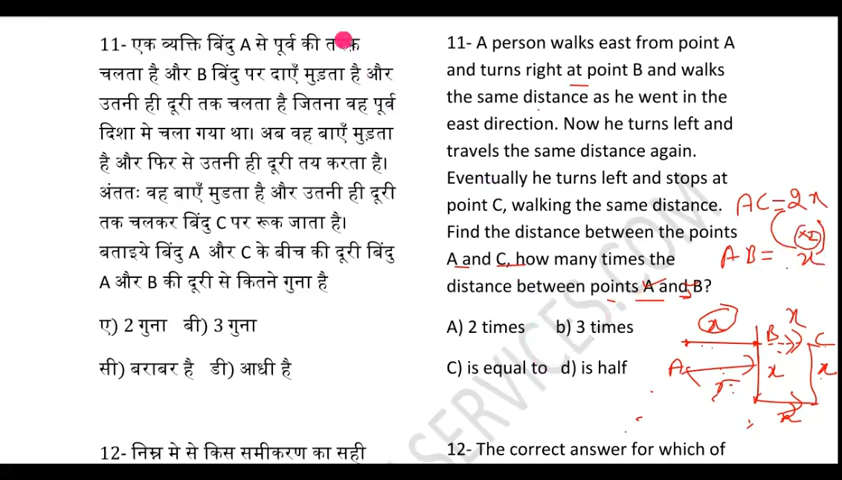 11- एक व्यक्ति बिंदु A से पूर्व की
चलता है और B बिंदु पर दाएँ मुड़ता है और
उतनी ही दूरी तक चलता है जितना वह पूर्व
दिशा मे चला गया था। अब वह बाएँ मुड़ता
है और फिर से उतनी ही दूरी तय करता है।
अंततः वह बाएँ मुडता है और उतनी ही दूरी
तक चलकर बिंदु C पर रूक जाता है।
बताइये बिंदु A और C के बीच की दूरी विंदु
A और B की दूरी से कितने गुना है
ए) 2 गुना बी) 3 गुना
सी) बराबर है डी) आधी है
12- निम्न मे से किस समीकरण का सही
11- A person walks east from point A
and turns right at point B and walks
the same distance as he went in the
east direction. Now he turns left and
travels the same distance again.
Eventually he turns left and stops at
point C, walking the same distance.
Find the distance between the points
A and C, how many times the
distance between points A and B?
A) 2 times b) 3 times
C) is equal to d) is half
12- The correct answer for which of
AC=2x
AB= x
x
x
B C
A x x
x
SERVICES.COM